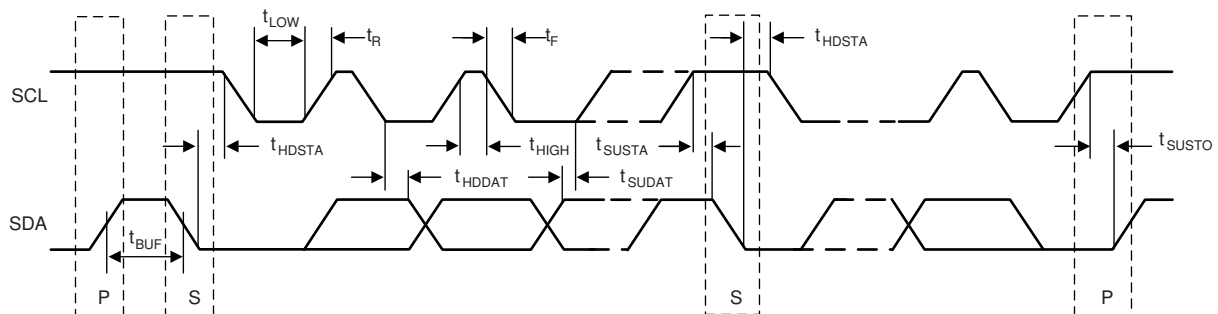 tLOW
tR
tF
tHDSTA
SCL
tHDSTA
tHIGH
tSUSTA
tSUSTO
tHDDAT
tSUDAT
SDA
tBUF
P
S
S
P